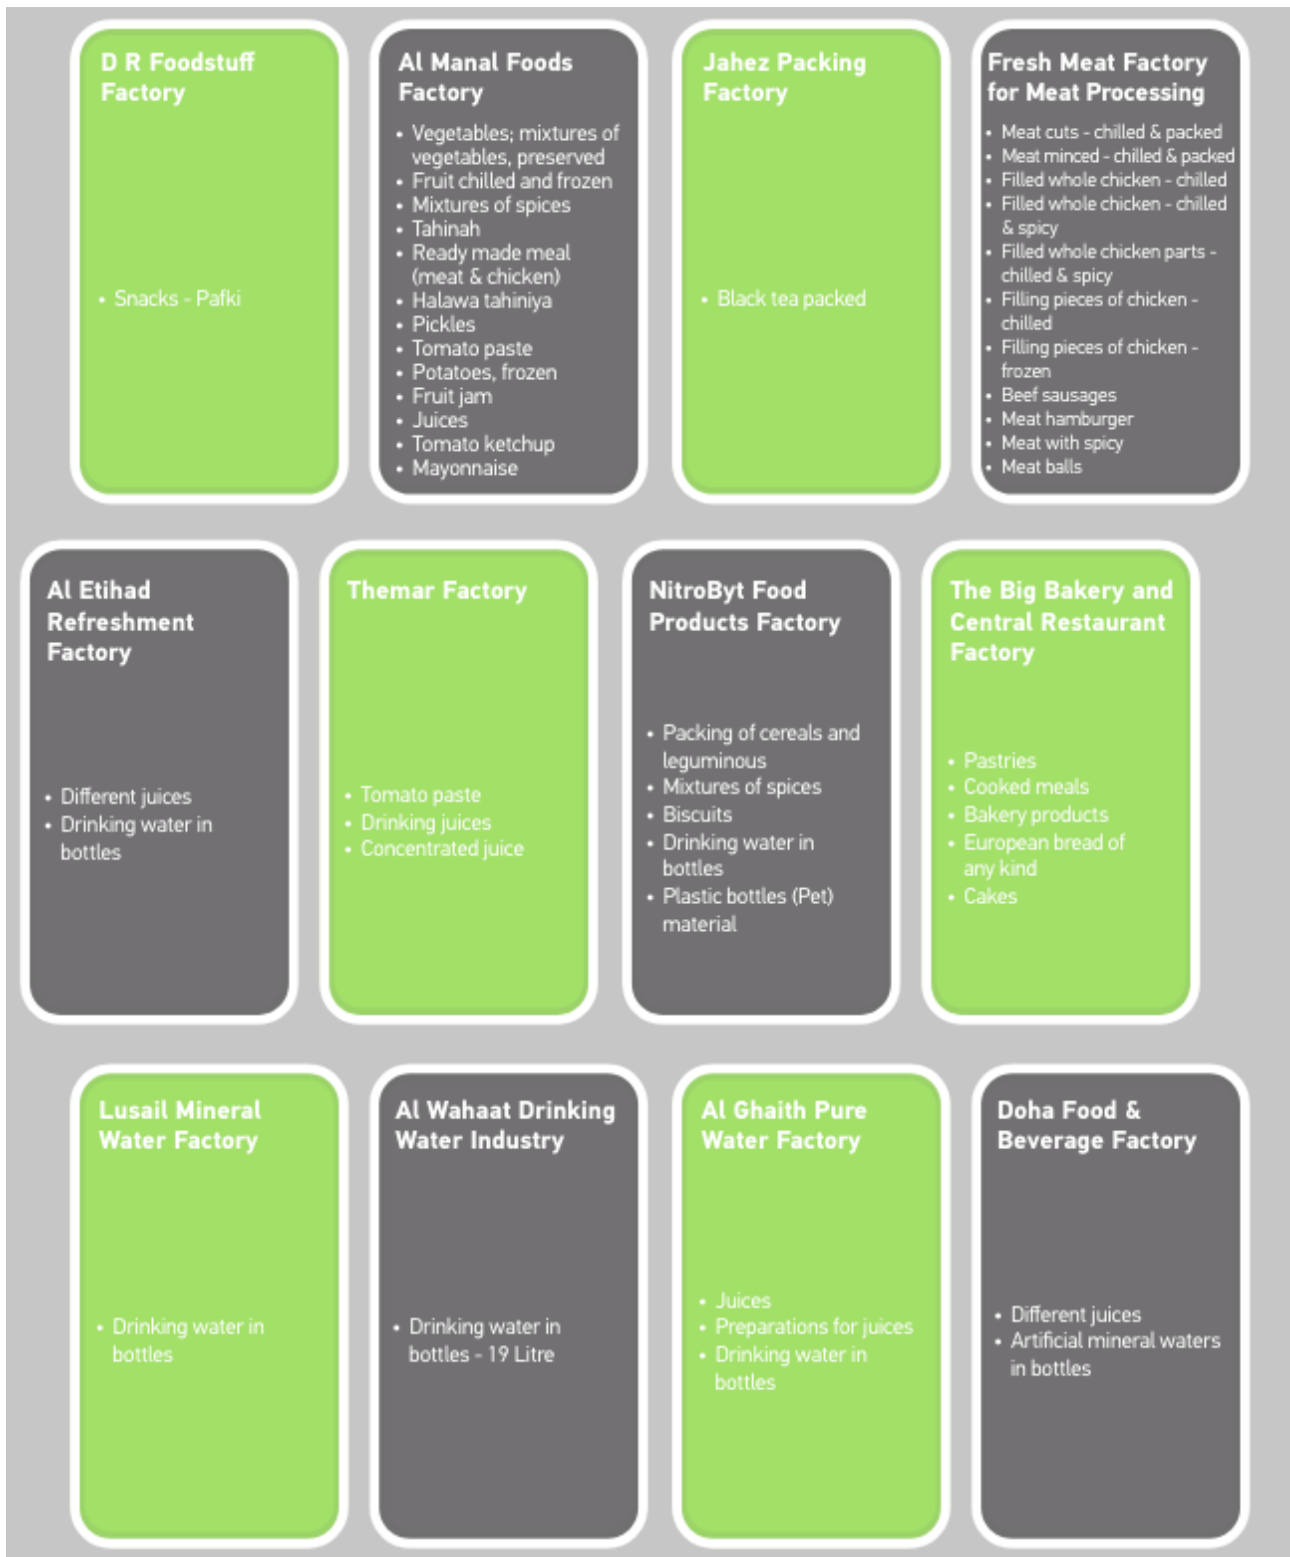 D R Foodstuff
Factory
• Snacks - Pafki
Al Manal Foods
Factory
• Vegetables; mixtures of
vegetables, preserved
• Fruit chilled and frozen
• Mixtures of spices
• Tahinah
• Ready made meal
(meat & chicken)
• Halawa tahiniya
• Pickles
• Tomato paste
• Potatoes, frozen
• Fruit jam
• Juices
• Tomato ketchup
• Mayonnaise
Jahez Packing
Factory
• Black tea packed
Fresh Meat Factory
for Meat Processing
• Meat cuts - chilled & packed
• Meat minced - chilled & packed
• Filled whole chicken - chilled
• Filled whole chicken - chilled
& spicy
• Filled whole chicken parts -
chilled & spicy
• Filling pieces of chicken -
chilled
• Filling pieces of chicken -
frozen
• Beef sausages
• Meat hamburger
• Meat with spicy
• Meat balls
Al Etihad
Refreshment
Factory
• Different juices
• Drinking water in
bottles
Themar Factory
• Tomato paste
• Drinking juices
• Concentrated juice
NitroByt Food
Products Factory
• Packing of cereals and
leguminous
• Mixtures of spices
• Biscuits
• Drinking water in
bottles
• Plastic bottles (Pet)
material
The Big Bakery and
Central Restaurant
Factory
• Pastries
• Cooked meals
• Bakery products
• European bread of
any kind
• Cakes
Lusail Mineral
Water Factory
• Drinking water in
bottles
Al Wahaat Drinking
Water Industry
• Drinking water in
bottles - 19 Litre
Al Ghaith Pure
Water Factory
• Juices
• Preparations for juices
• Drinking water in
bottles
Doha Food &
Beverage Factory
• Different juices
• Artificial mineral waters
in bottles